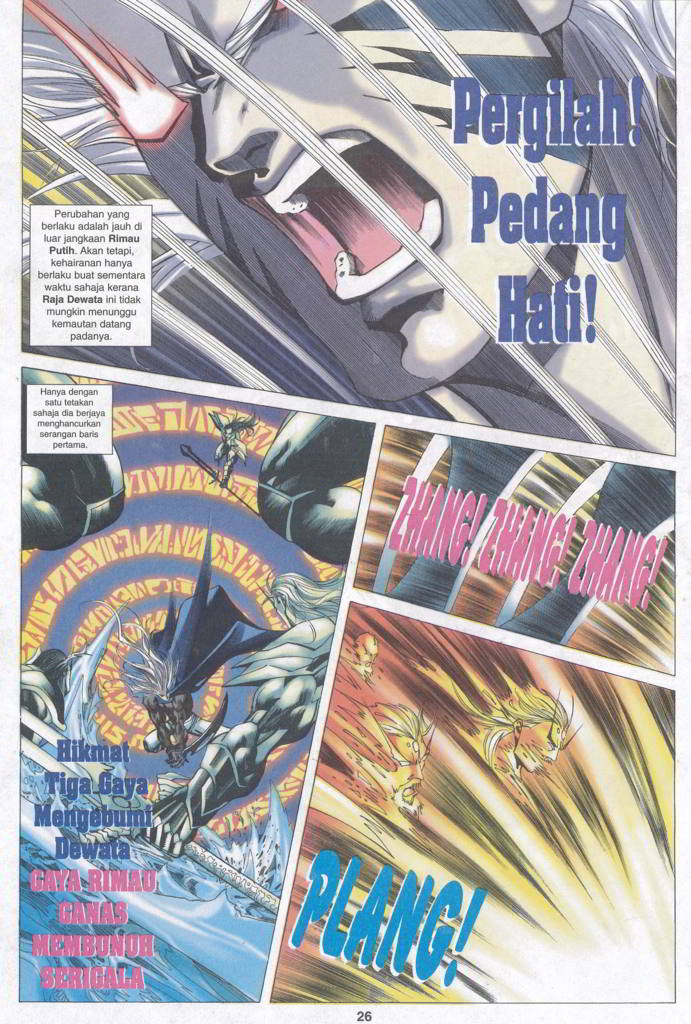 Pergilah!
Pedang
Hati!
Perubahan yang
berlaku adalah jauh di
luar jangkaan Rimau
Putih. Akan tetapi,
kehairanan hanya
berlaku buat sementara
waktu sahaja kerana
Raja Dewata ini tidak
mungkin menunggu
kemautan datang
padanya.
Hanya dengan
satu tetakan
sahaja dia berjaya
menghancurkan
serangan baris
pertama.
ZHANG! ZHANG! ZHANG!
Hikmat
Tiga Gaya
Mengebumi
Dewata
GAYA RIMAU
GANAS
MEMBUNUH
SERIGALA
PLANG!
26